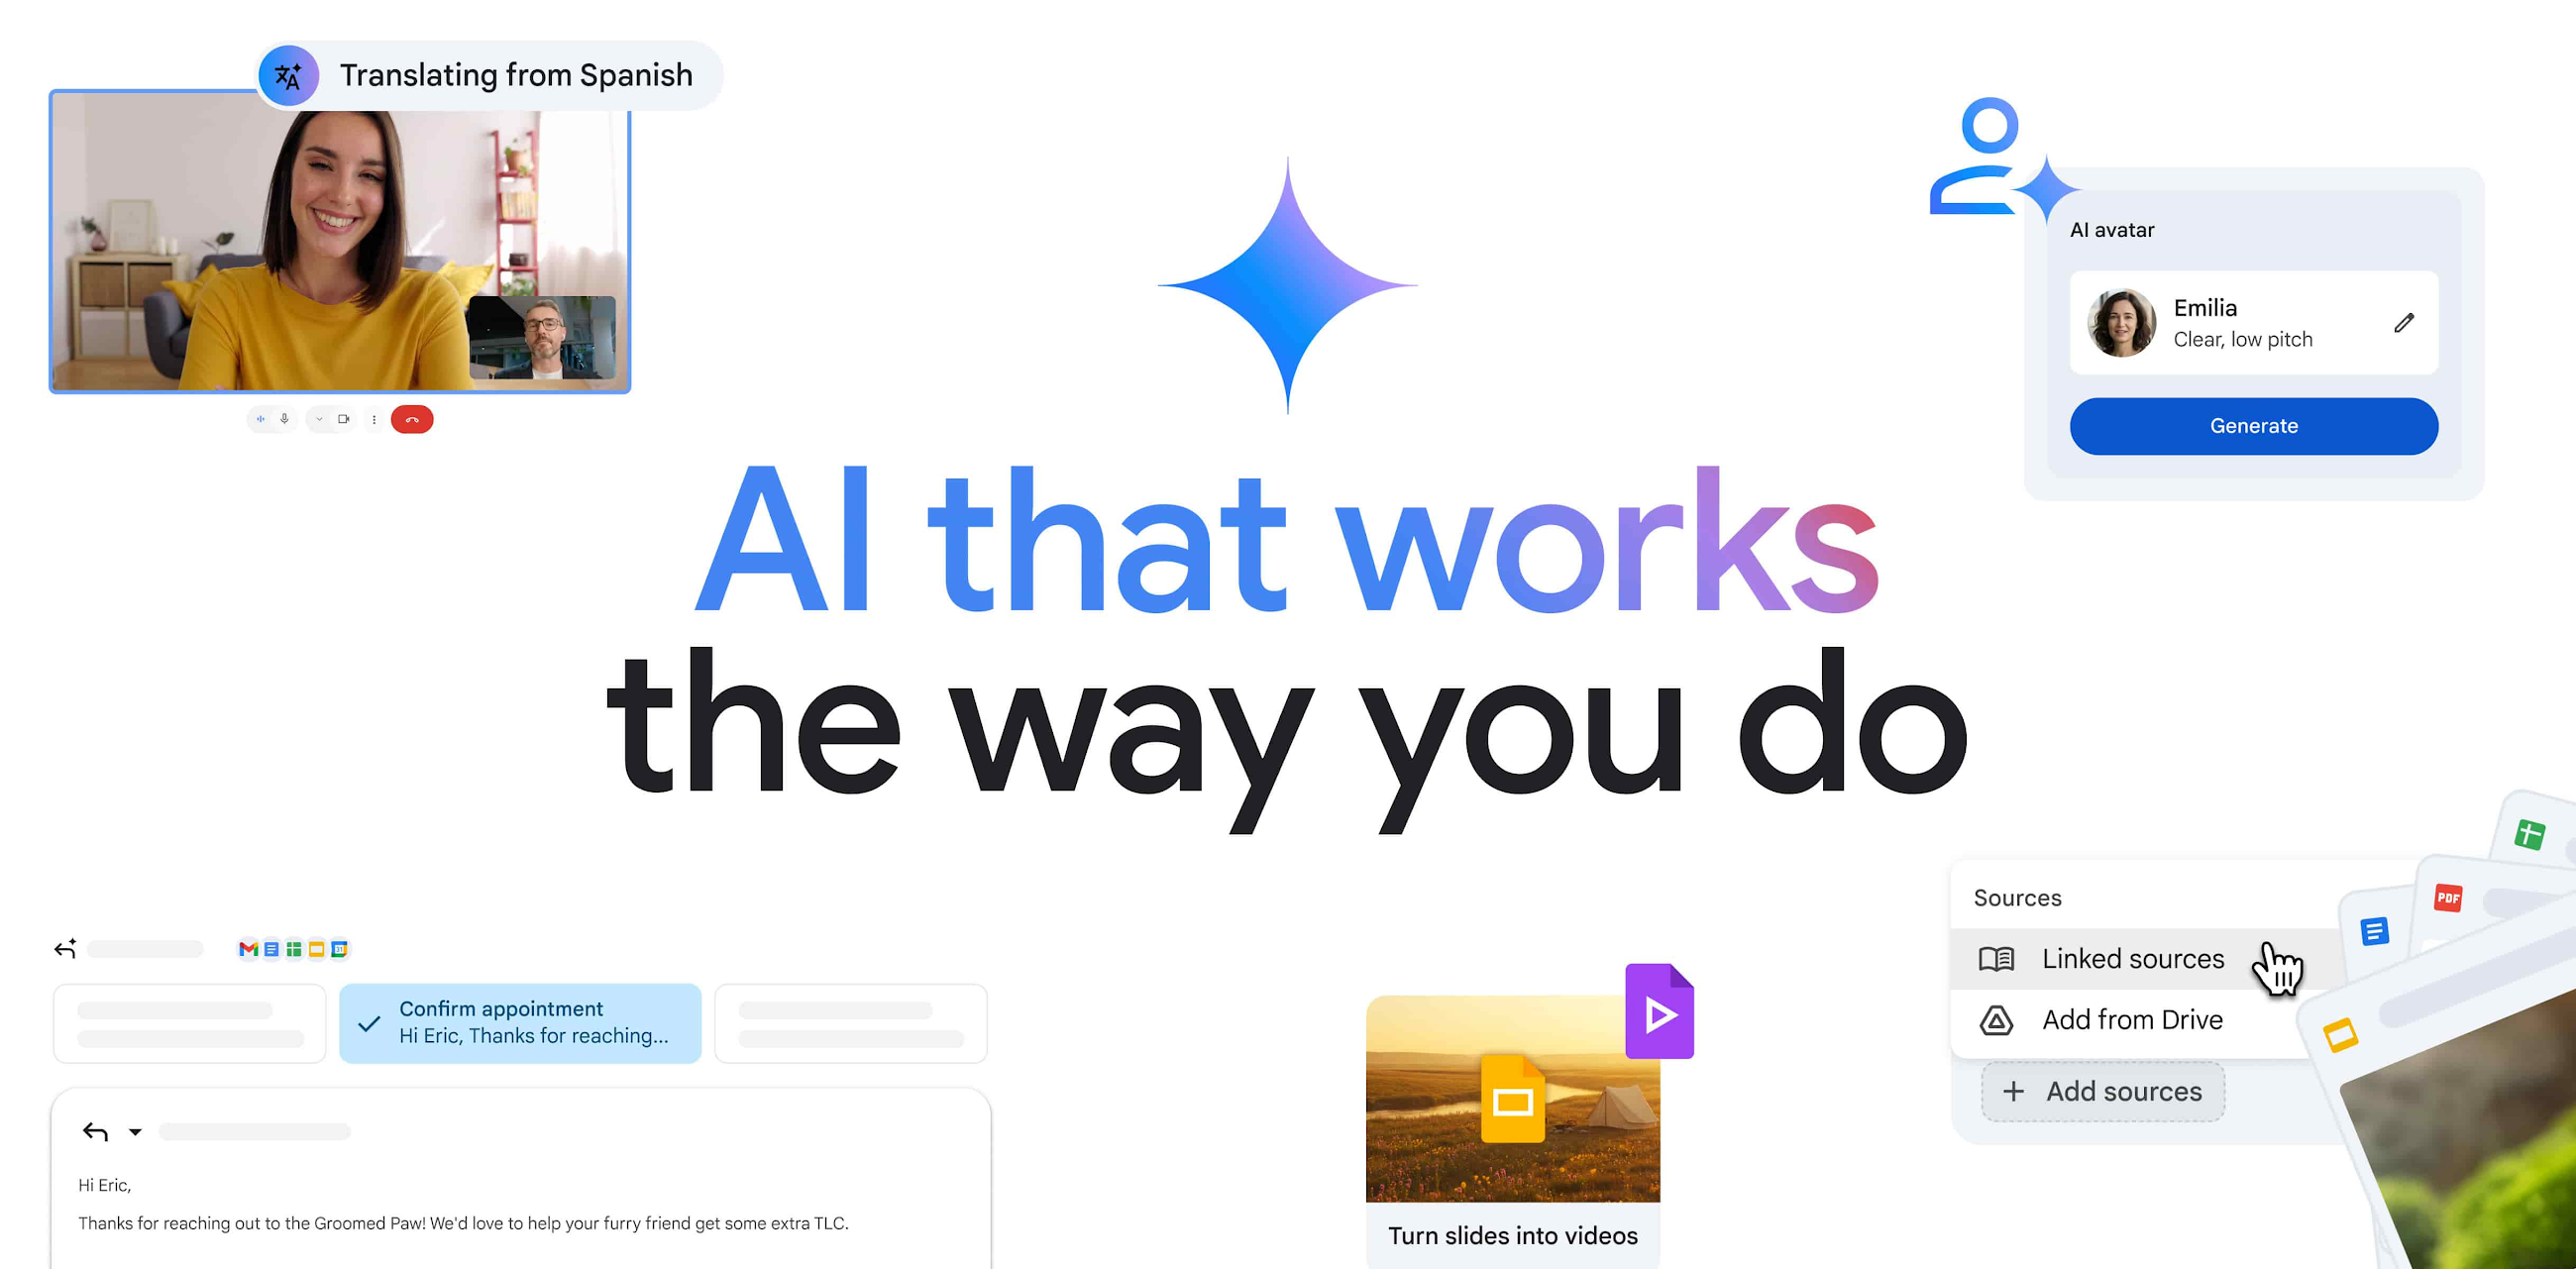 Translating from Spanish
AI avatar
Emilia
Clear, low pitch
Generate
AI that works
the way you do
Sources
Linked sources
Add from Drive
Add sources
PDF
31
Confirm appointment
Hi Eric, Thanks for reaching...
Hi Eric,
Thanks for reaching out to the Groomed Paw! We'd love to help your furry friend get some extra TLC.
Turn slides into videos